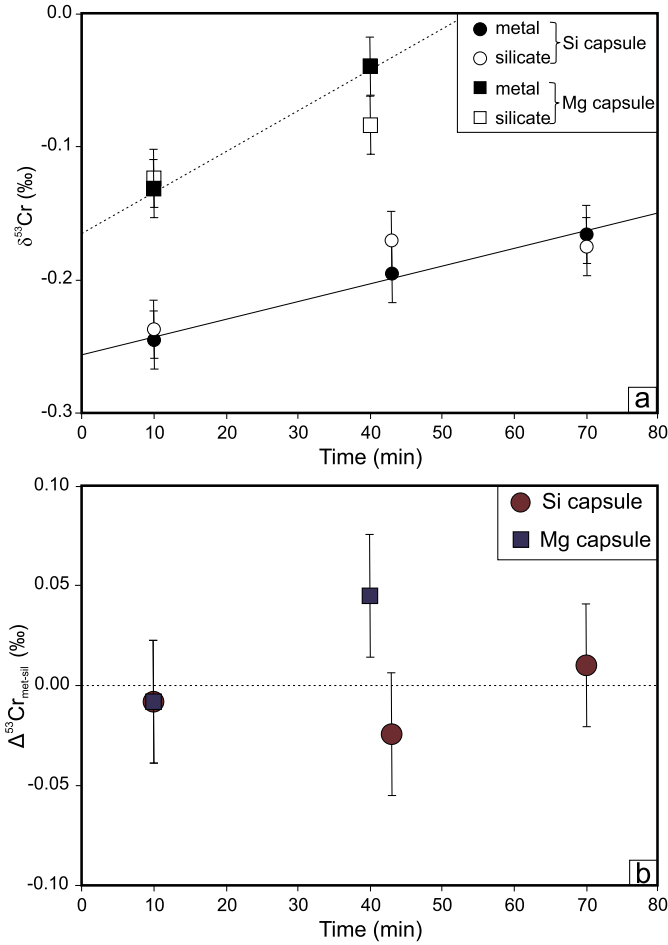 0.0
-0.1
-0.2
-0.3
δ⁵³Cr (‰)
metal
silicate
Si capsule
metal
silicate
Mg capsule
a
0 10 20 30 40 50 60 70 80
Time (min)
0.10
0.05
0.00
-0.05
-0.10
Δ⁵³Crmet-sil (‰)
Si capsule
Mg capsule
b
0 10 20 30 40 50 60 70 80
Time (min)